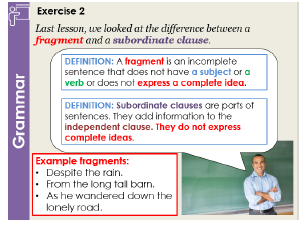 Exercise 2
Last lesson, we looked at the difference between a
fragment and a subordinate clause.
DEFINITION: A fragment is an incomplete
sentence that does not have a subject or a
verb or does not express a complete idea.
DEFINITION: Subordinate clauses are parts of
sentences. They add information to the
independent clause. They do not express
complete ideas.
Grammar
Example fragments:
• Despite the rain.
• From the long tall barn.
• As he wandered down the
lonely road.